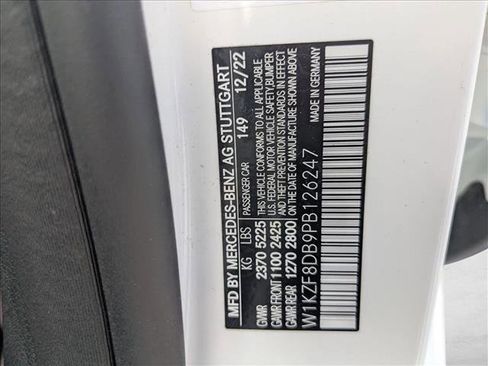 MFD BY MERCEDES-BENZ AG STUTTGART
PASSENGER CAR 149 12/22
KG LBS
GVWR 2370 5225
GAWR FRONT 1100 2425
GAWR REAR 1270 2800
THIS VEHICLE CONFORMS TO ALL APPLICABLE
U.S. FEDERAL MOTOR VEHICLE SAFETY, BUMPER
AND THEFT PREVENTION STANDARDS IN EFFECT
ON THE DATE OF MANUFACTURE SHOWN ABOVE
W1KZF8DB9PB126247
MADE IN GERMANY